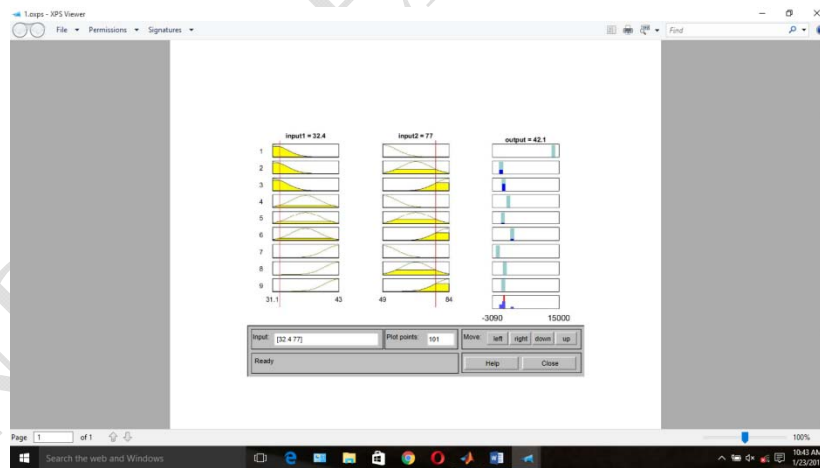 1.oxps - XPS Viewer
File Permissions Signatures Find
input1 = 32.4 input2 = 77 output = 42.1
1
2
3
4
5
6
7
8
9
31.1 43 49 84
-3090 15000
Input: [32.4 77] Plot points: 101 Move: left right down up
Ready Help Close
Page 1 of 1 100%
Search the web and Windows 10:43 AM